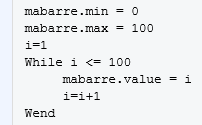 mabarre.min = 0
mabarre.max = 100
i=1
While i <= 100
mabarre.value = i
i=i+1
Wend